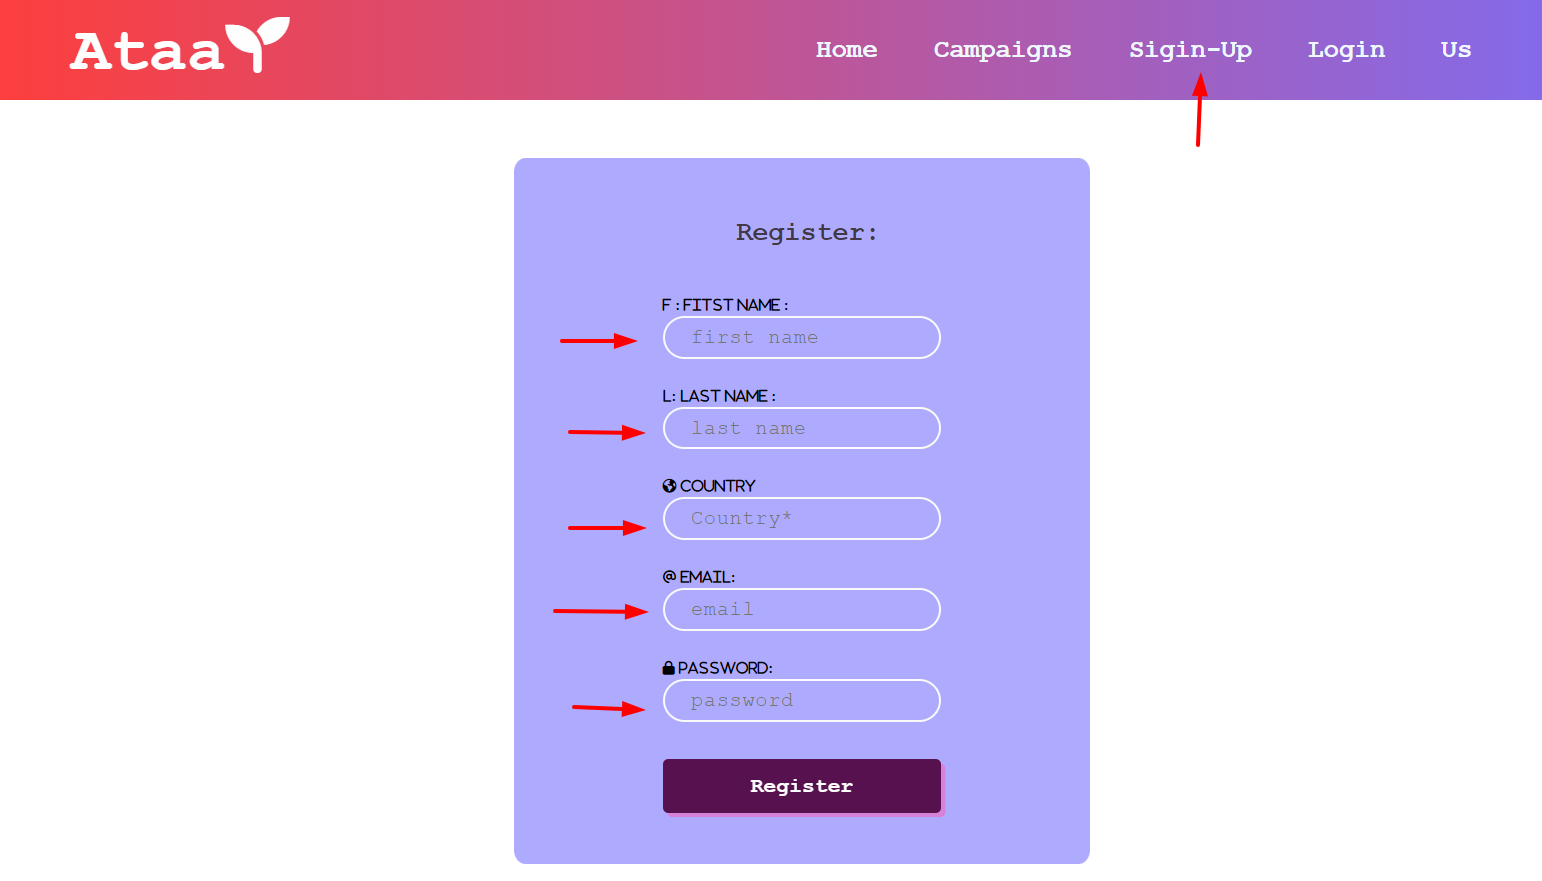 Ataa
Home Campaigns Sigin-Up Login Us
Register:
F : FITST NAME :
first name
L: LAST NAME :
last name
COUNTRY
Country*
@ EMAIL:
email
PASSWORD:
password
Register